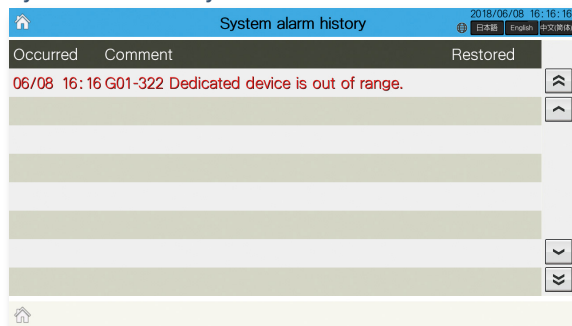 System alarm history
2018/06/08 16:16:16
日本語 English 中文(简体)
Occurred Comment Restored
06/08 16:16 G01-322 Dedicated device is out of range.